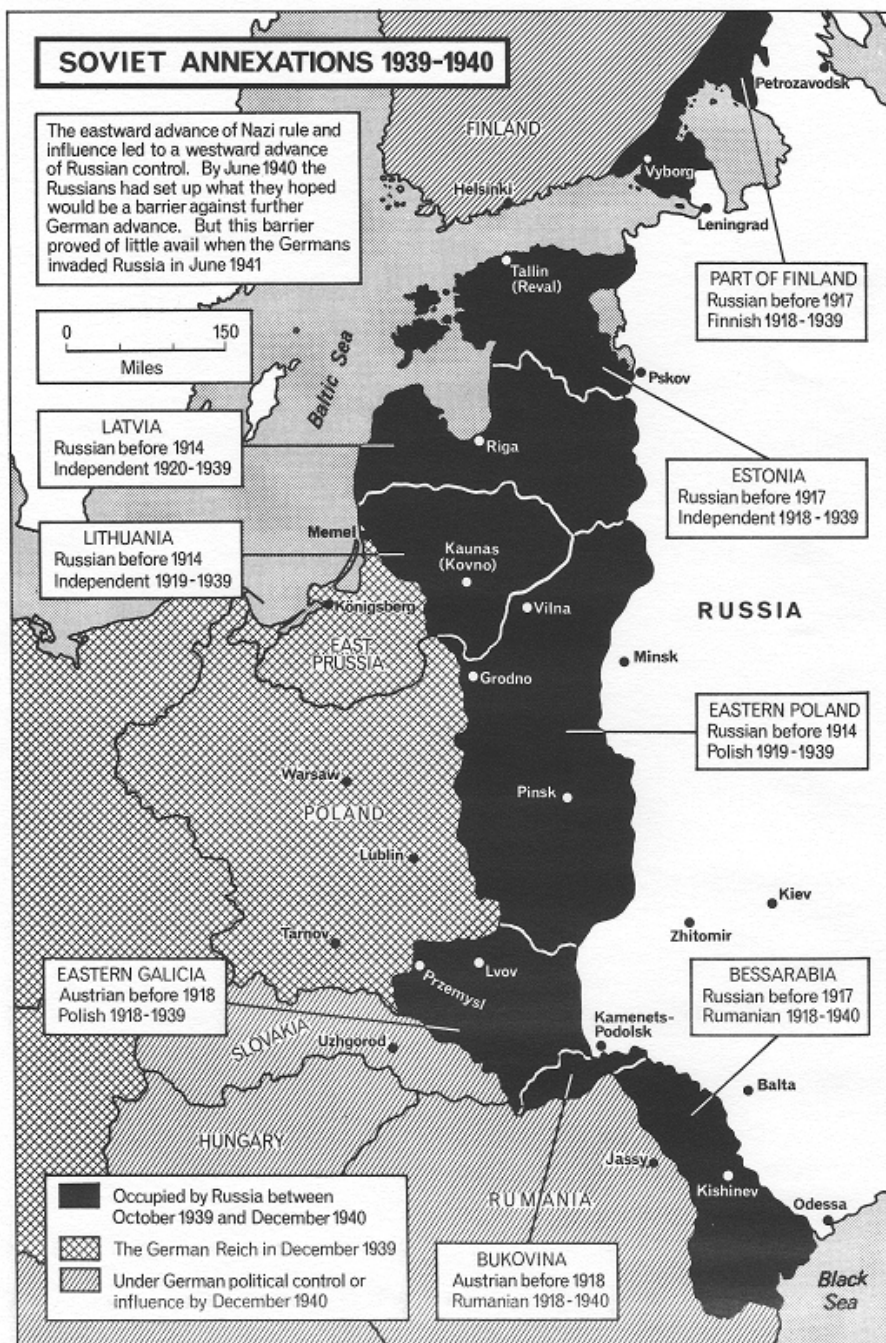 SOVIET ANNEXATIONS 1939-1940
The eastward advance of Nazi rule and
influence led to a westward advance
of Russian control. By June 1940 the
Russians had set up what they hoped
would be a barrier against further
German advance. But this barrier
proved of little avail when the Germans
invaded Russia in June 1941
0 150
Miles
Petrozavodsk
FINLAND
Vyborg
Helsinki
Leningrad
Tallin
(Reval)
PART OF FINLAND
Russian before 1917
Finnish 1918-1939
Baltic Sea
Pskov
LATVIA
Russian before 1914
Independent 1920-1939
Riga
ESTONIA
Russian before 1917
Independent 1918-1939
LITHUANIA
Russian before 1914
Independent 1919-1939
Memel
Kaunas
(Kovno)
Königsberg
Vilna
RUSSIA
EAST
PRUSSIA
Minsk
Grodno
EASTERN POLAND
Russian before 1914
Polish 1919-1939
Warsaw
POLAND
Pinsk
Lublin
Kiev
Zhitomir
Tarnov
Przemysl
Lvov
EASTERN GALICIA
Austrian before 1918
Polish 1918-1939
BESSARABIA
Russian before 1917
Rumanian 1918-1940
SLOVAKIA
Uzhgorod
Kamenets-
Podolsk
Balta
HUNGARY
Jassy
Kishinev
RUMANIA
Odessa
Occupied by Russia between
October 1939 and December 1940
The German Reich in December 1939
Under German political control or
influence by December 1940
BUKOVINA
Austrian before 1918
Rumanian 1918-1940
Black
Sea